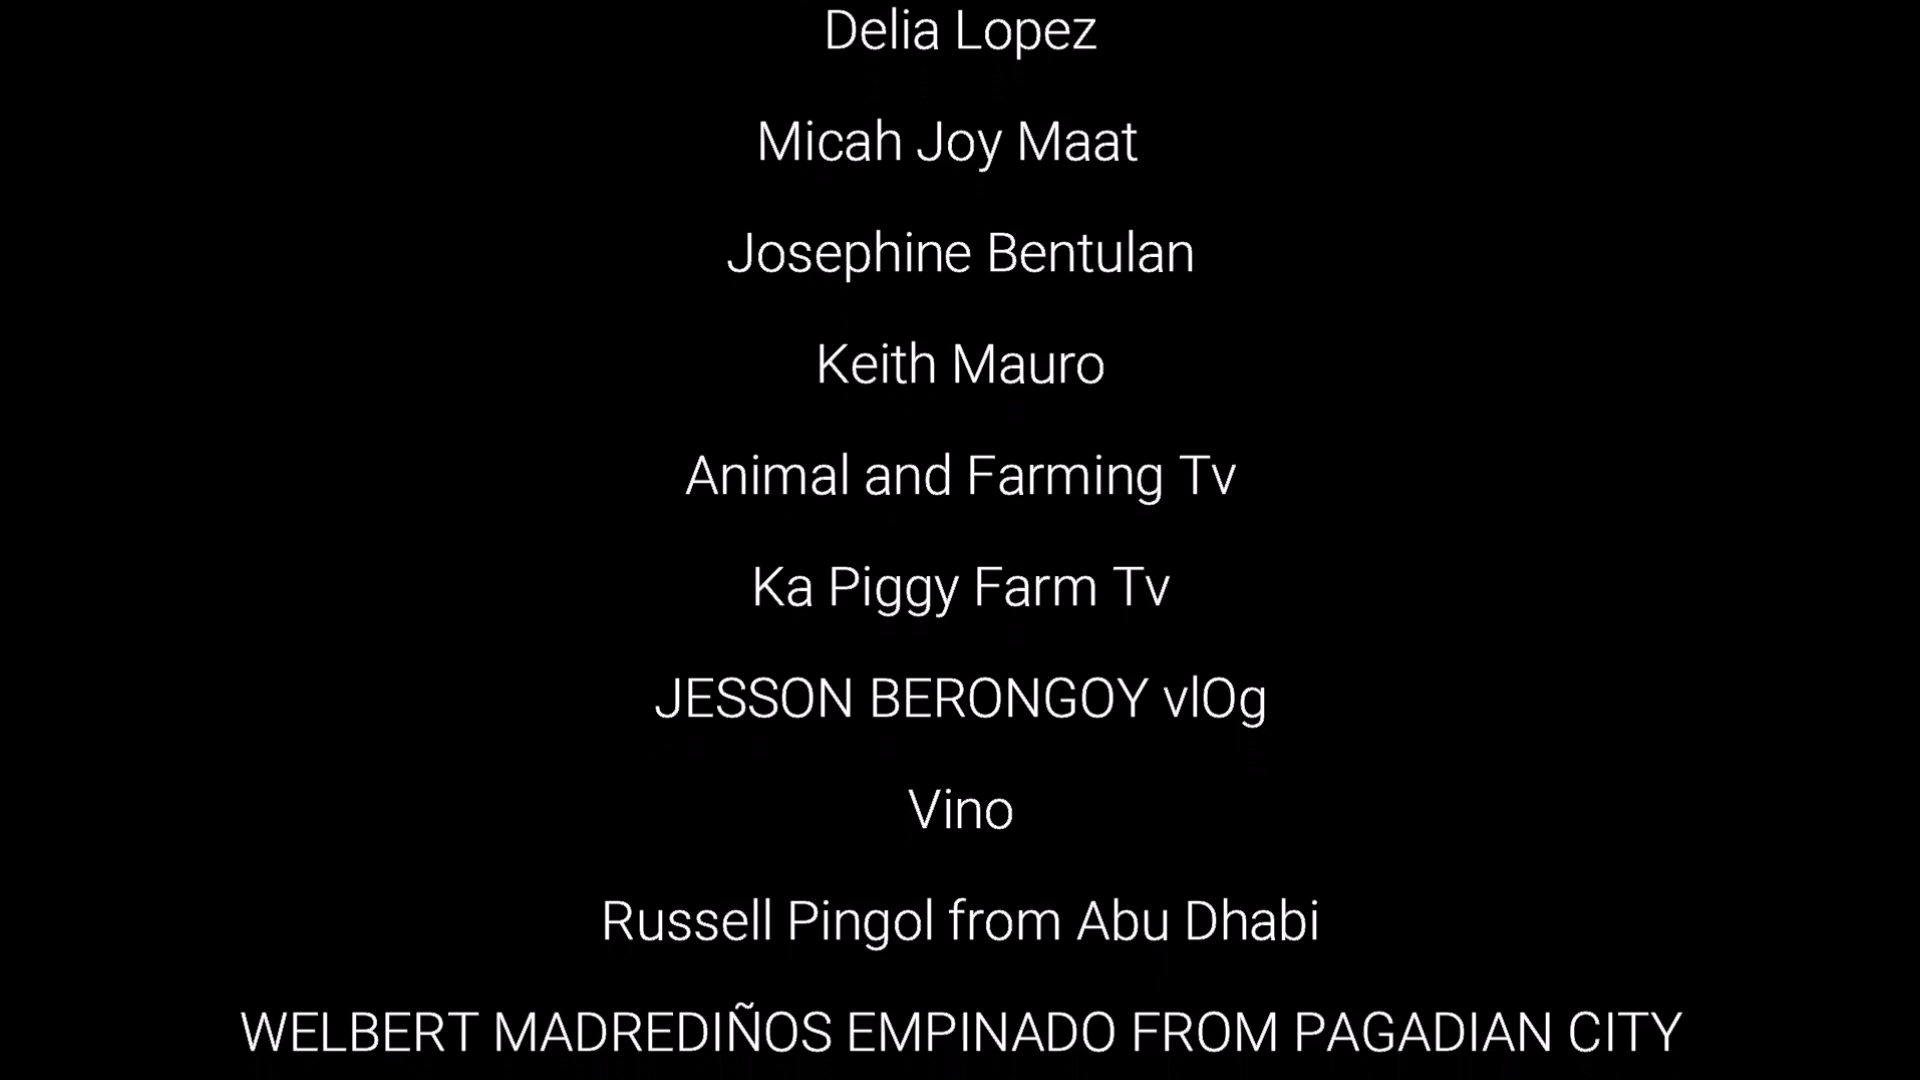 Delia Lopez
Micah Joy Maat
Josephine Bentulan
Keith Mauro
Animal and Farming Tv
Ka Piggy Farm Tv
JESSON BERONGOY vlOg
Vino
Russell Pingol from Abu Dhabi
WELBERT MADREDIÑOS EMPINADO FROM PAGADIAN CITY